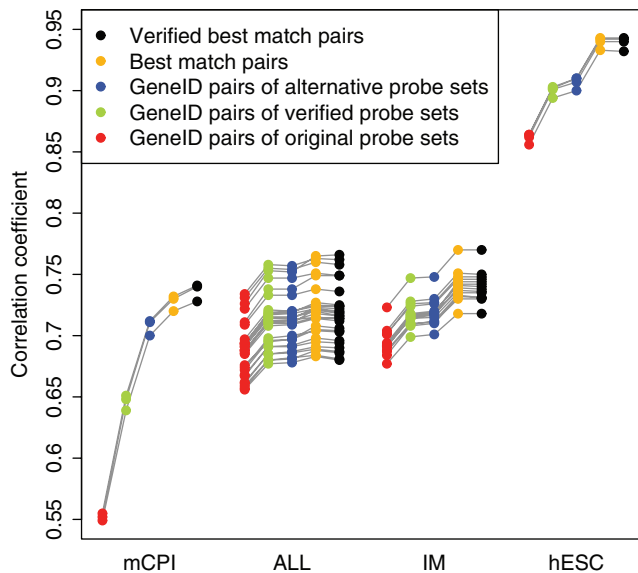 Verified best match pairs
Best match pairs
GeneID pairs of alternative probe sets
GeneID pairs of verified probe sets
GeneID pairs of original probe sets
Correlation coefficient
0.95
0.9
0.85
0.8
0.75
0.7
0.65
0.6
0.55
mCPI ALL IM hESC